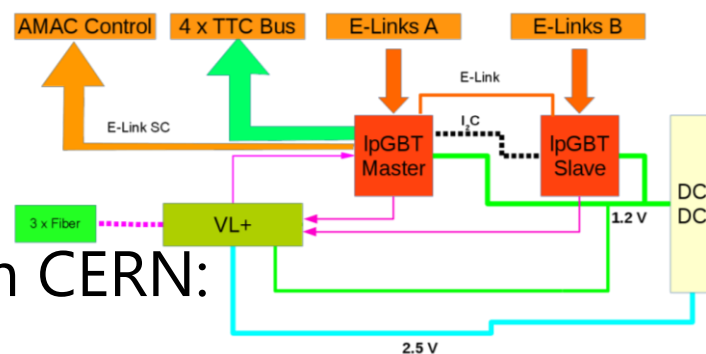 AMAC Control
4 x TTC Bus
E-Links A
E-Links B
E-Link
I2C
E-Link SC
lpGBT
Master
lpGBT
Slave
DC
DC
3 x Fiber
VL+
1.2 V
n CERN:
2.5 V